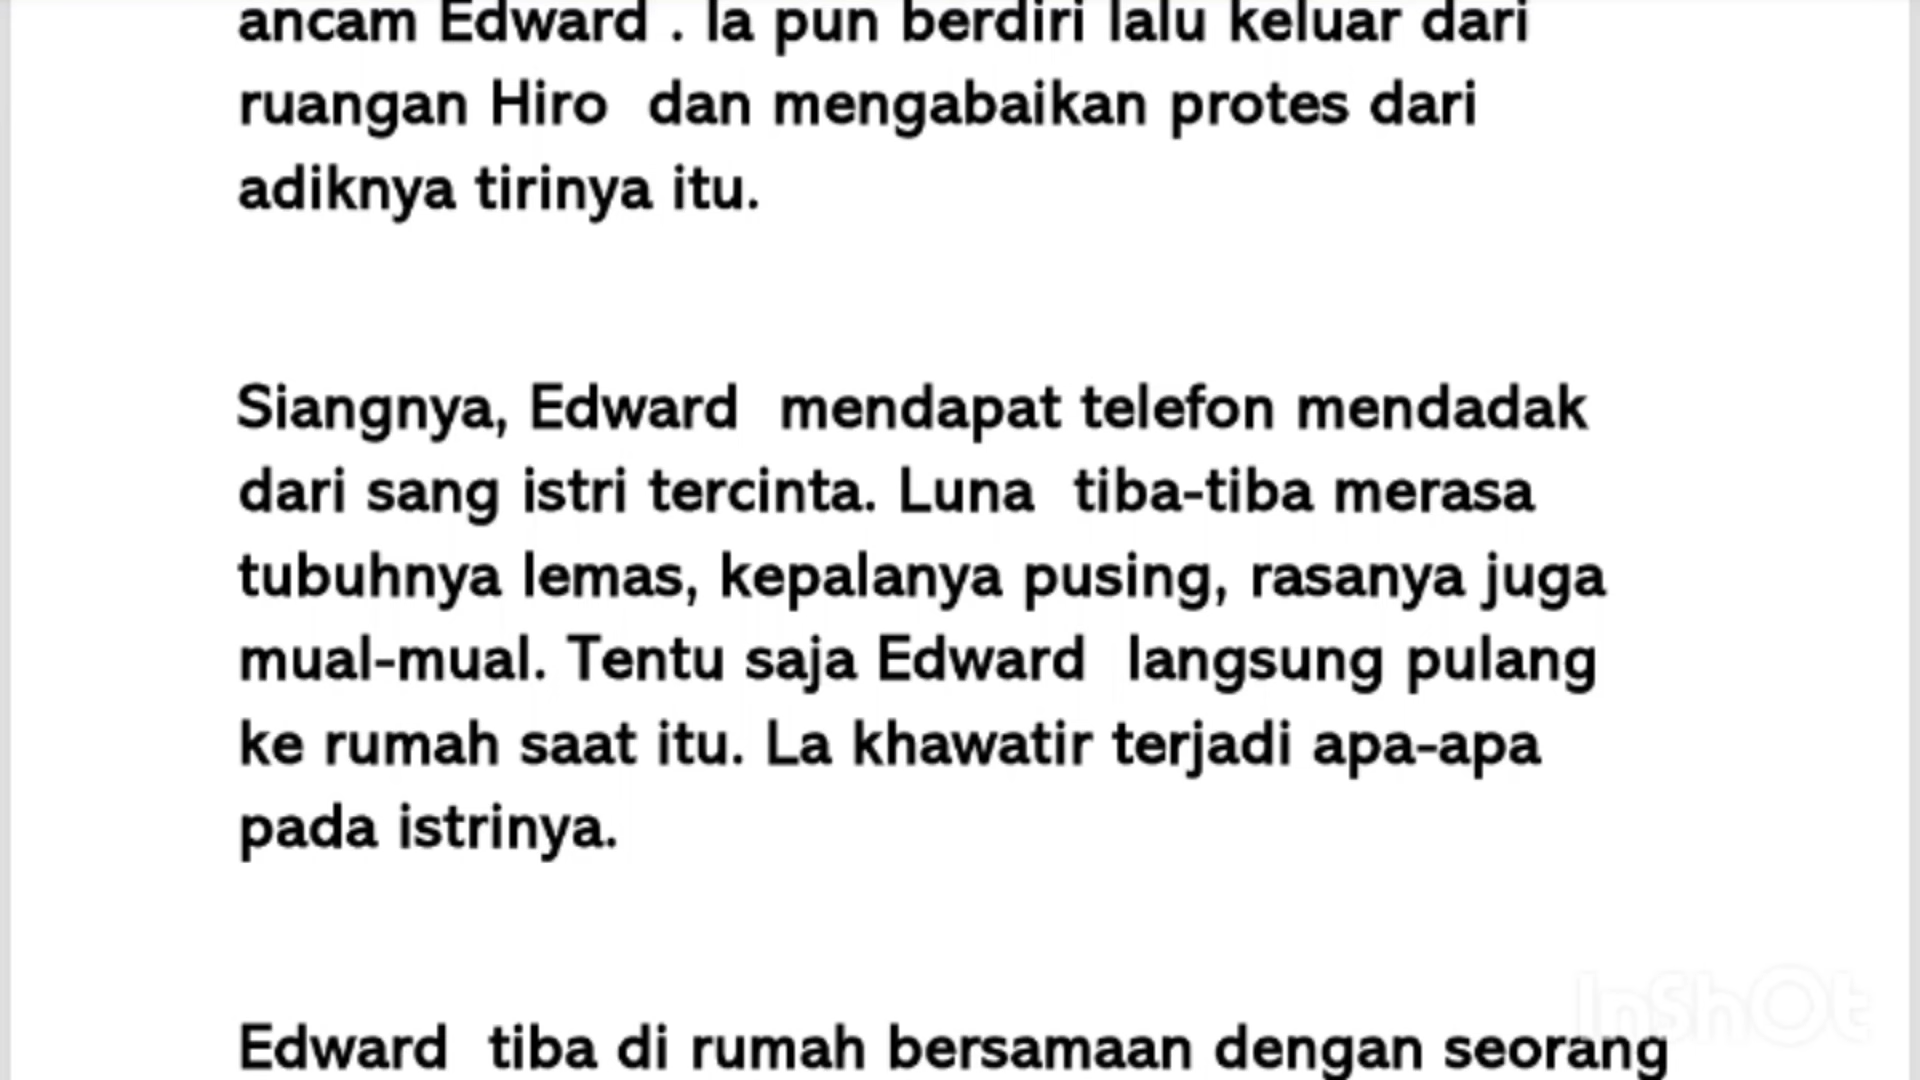 ancam Edward . Ia pun berdiri lalu keluar dari
ruangan Hiro  dan mengabaikan protes dari
adiknya tirinya itu.
Siangnya, Edward  mendapat telefon mendadak
dari sang istri tercinta. Luna  tiba-tiba merasa
tubuhnya lemas, kepalanya pusing, rasanya juga
mual-mual. Tentu saja Edward  langsung pulang
ke rumah saat itu. La khawatir terjadi apa-apa
pada istrinya.
Edward  tiba di rumah bersamaan dengan seorang
InShOt